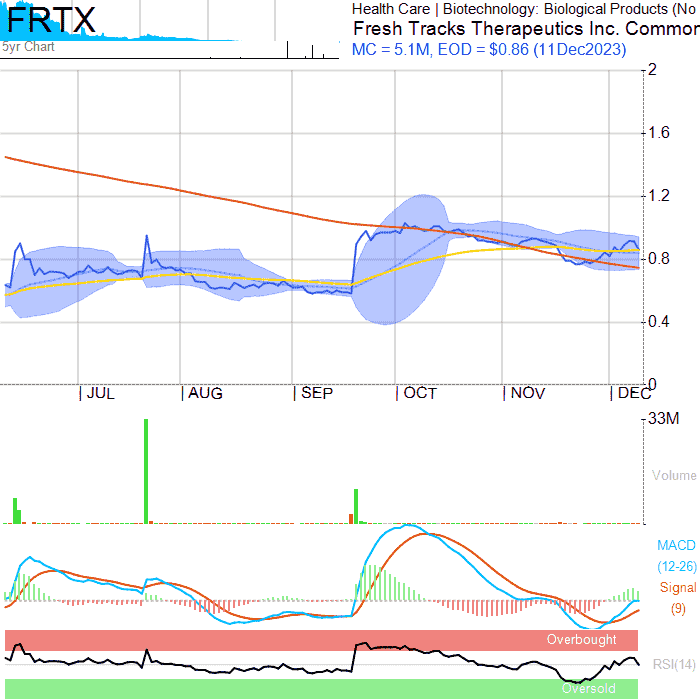 FRTX
Health Care | Biotechnology: Biological Products (No
Fresh Tracks Therapeutics Inc. Common
5yr Chart
MC = 5.1M, EOD = $0.86 (11Dec2023)
2
1.6
1.2
0.8
0.4
0
JUL
AUG
SEP
OCT
NOV
DEC
33M
Volume
MACD
(12-26)
Signal
(9)
Overbought
RSI(14)
Oversold